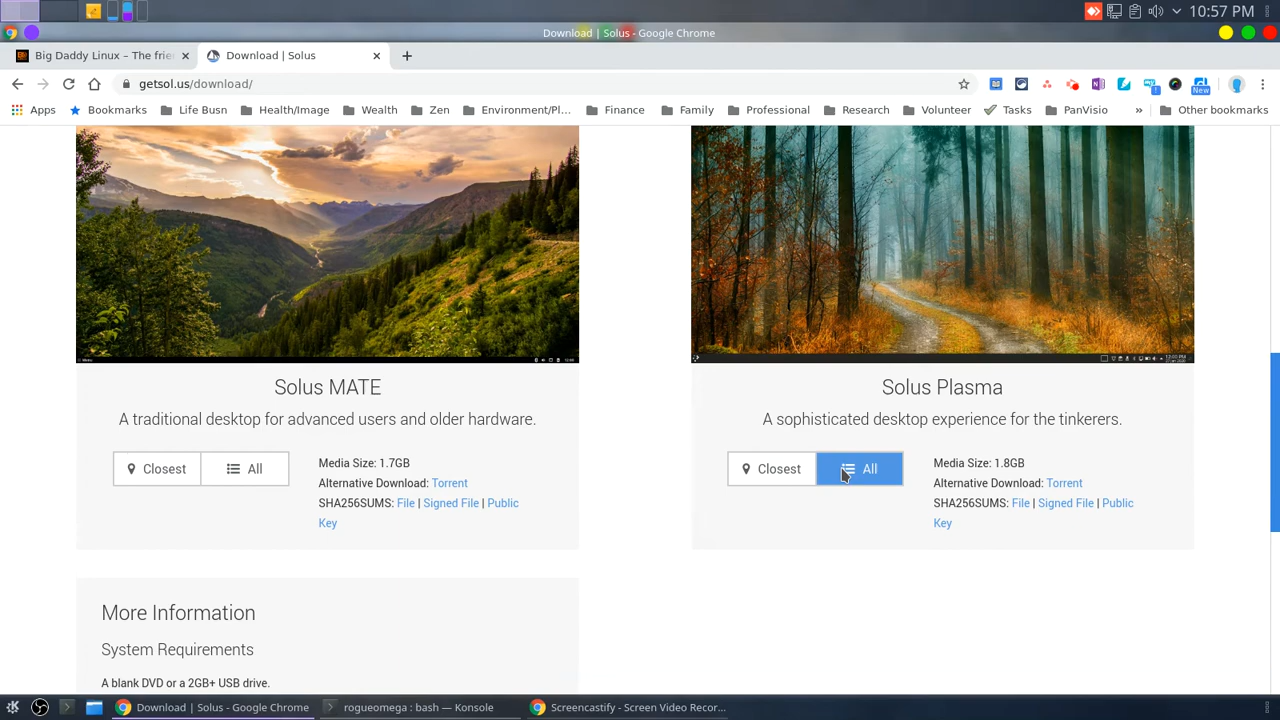 10:57 PM
Download | Solus - Google Chrome
Big Daddy Linux – The frie
Download | Solus
getsol.us/download/
New
Apps
Bookmarks
Life Busn
Health/Image
Wealth
Zen
Environment/Pl...
Finance
Family
Professional
Research
Volunteer
Tasks
PanVisio
»
Other bookmarks
Solus MATE
A traditional desktop for advanced users and older hardware.
Closest
All
Media Size: 1.7GB
Alternative Download: Torrent
SHA256SUMS: File | Signed File | Public
Key
Solus Plasma
A sophisticated desktop experience for the tinkerers.
Closest
All
Media Size: 1.8GB
Alternative Download: Torrent
SHA256SUMS: File | Signed File | Public
Key
More Information
System Requirements
A blank DVD or a 2GB+ USB drive.
Download | Solus - Google Chrome
rogueomega : bash — Konsole
Screencastify - Screen Video Recor...